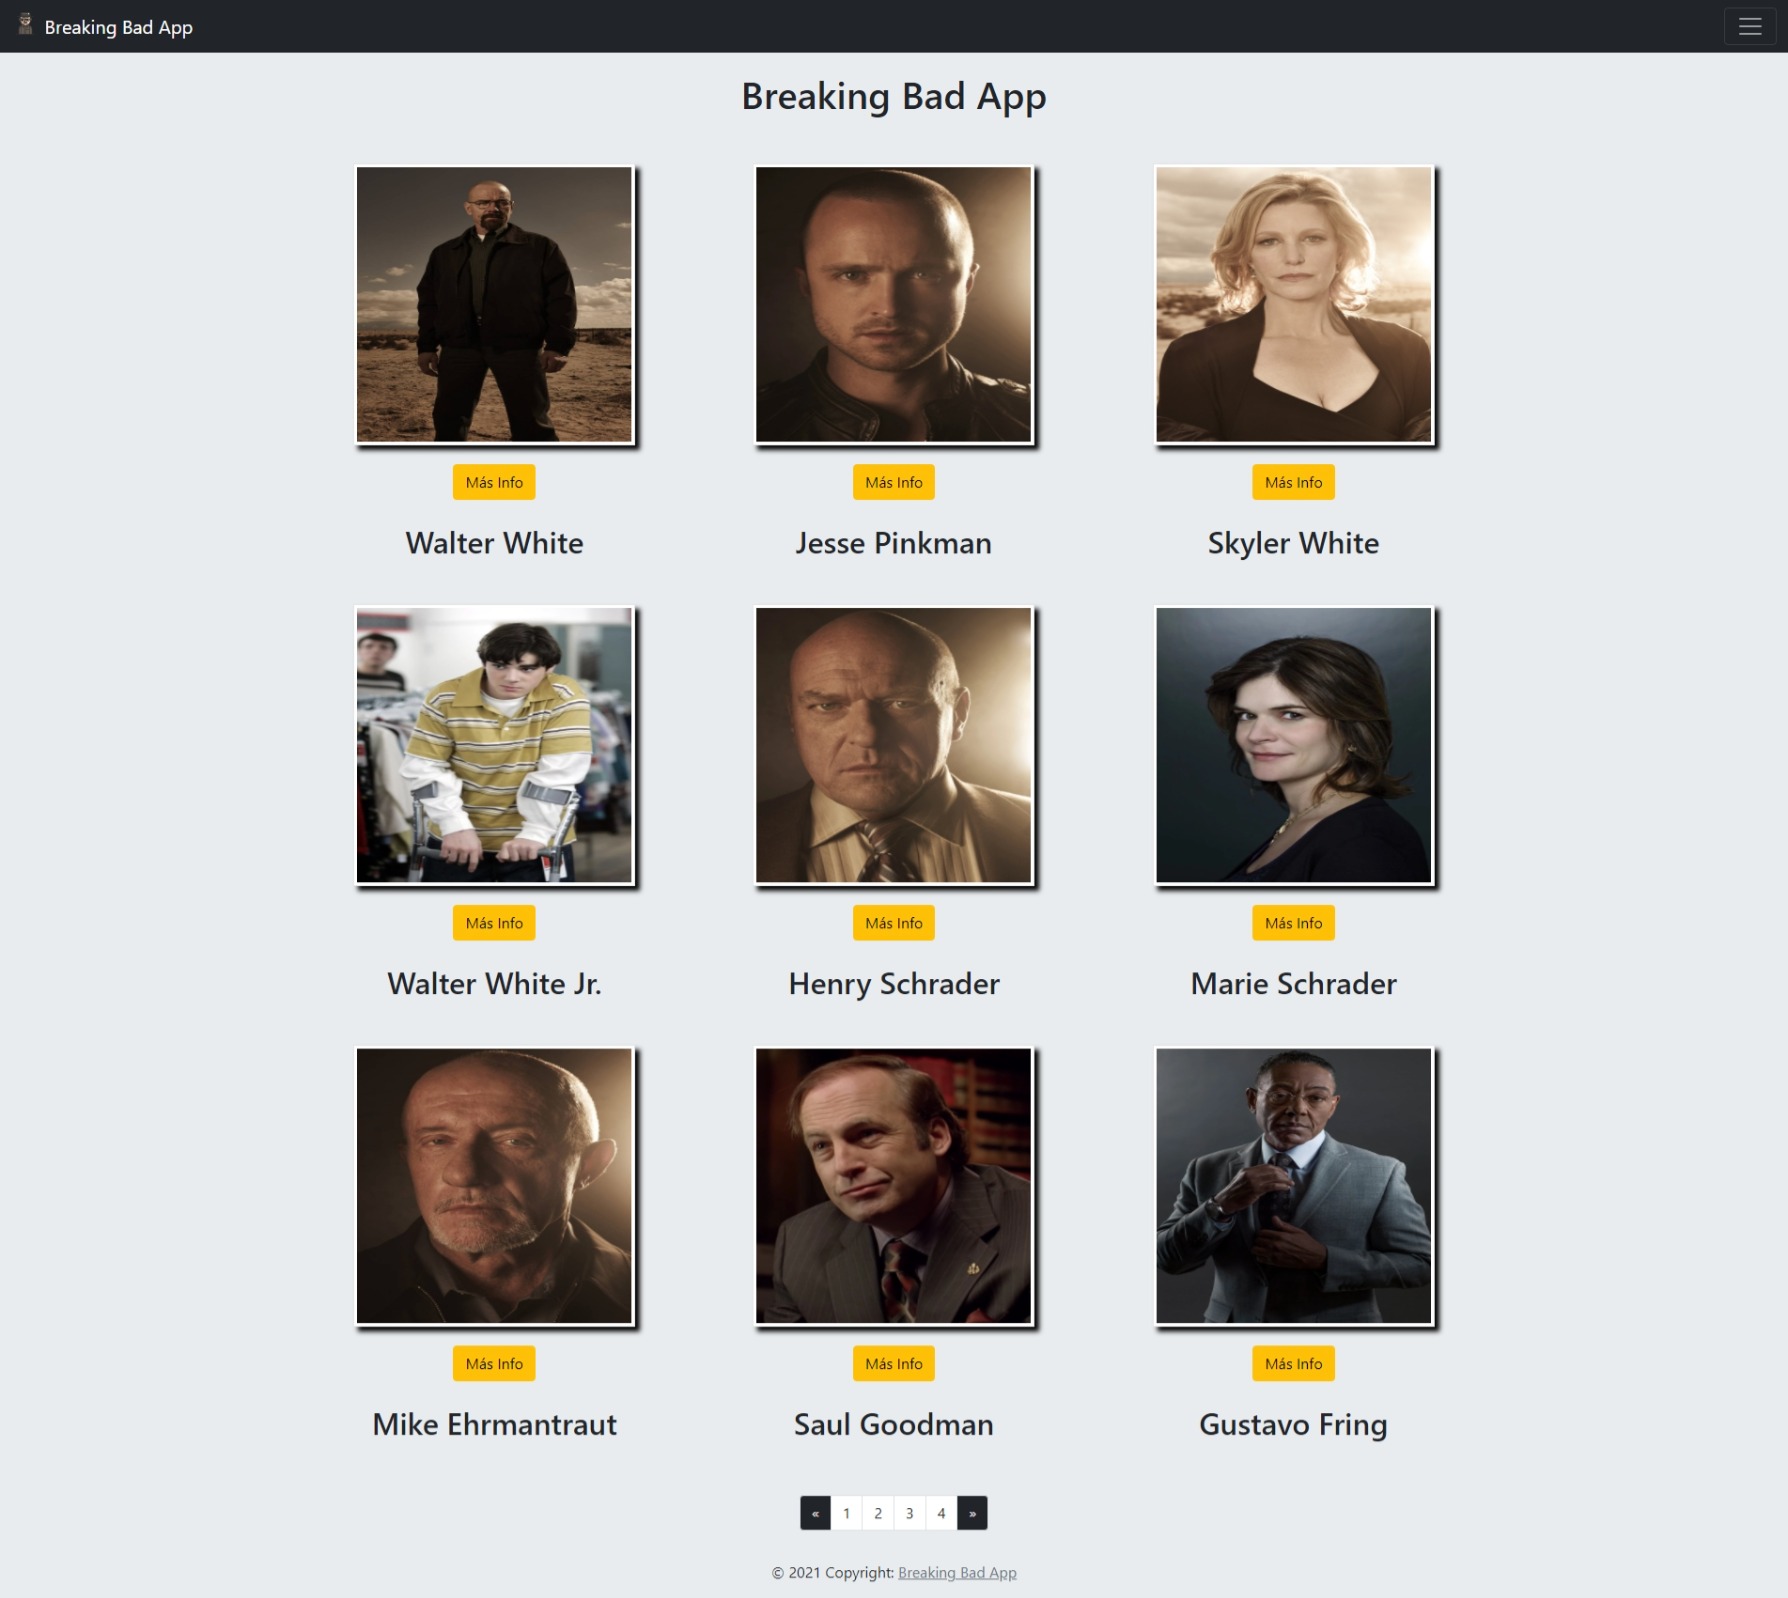 Breaking Bad App
Breaking Bad App
Más Info
Más Info
Más Info
Walter White
Jesse Pinkman
Skyler White
Más Info
Más Info
Más Info
Walter White Jr.
Henry Schrader
Marie Schrader
Más Info
Más Info
Más Info
Mike Ehrmantraut
Saul Goodman
Gustavo Fring
« 1 2 3 4 »
© 2021 Copyright: Breaking Bad App